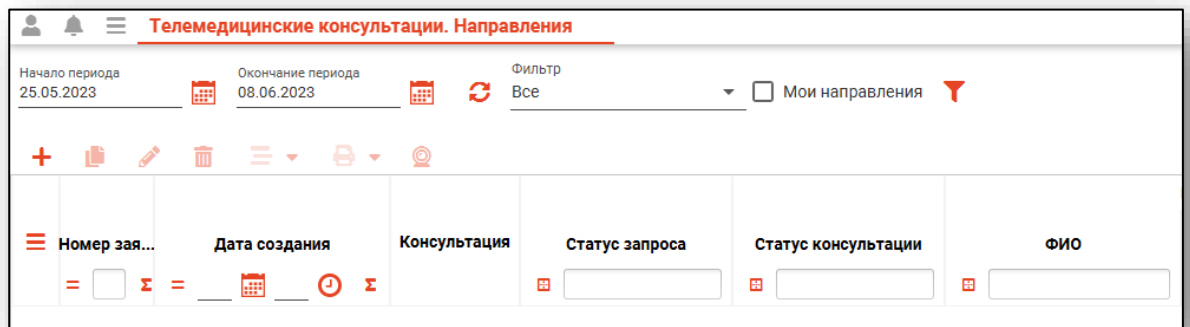 Телемедицинские консультации. Направления
Начало периода
25.05.2023
Окончание периода
08.06.2023
Фильтр
Все
Мои направления
Номер зая...
Дата создания
Консультация
Статус запроса
Статус консультации
ФИО
= Σ = Σ